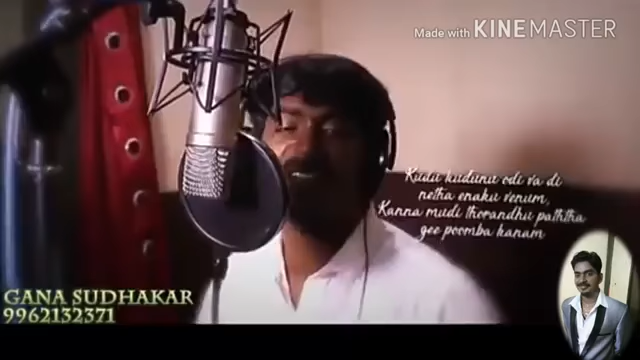 Made with KINEMASTER
Kudu kudunu odi va di
netha enaku venum,
Kanna mudi thorandhu paththa
gee poomba kanam
GANA SUDHAKAR
9962132371